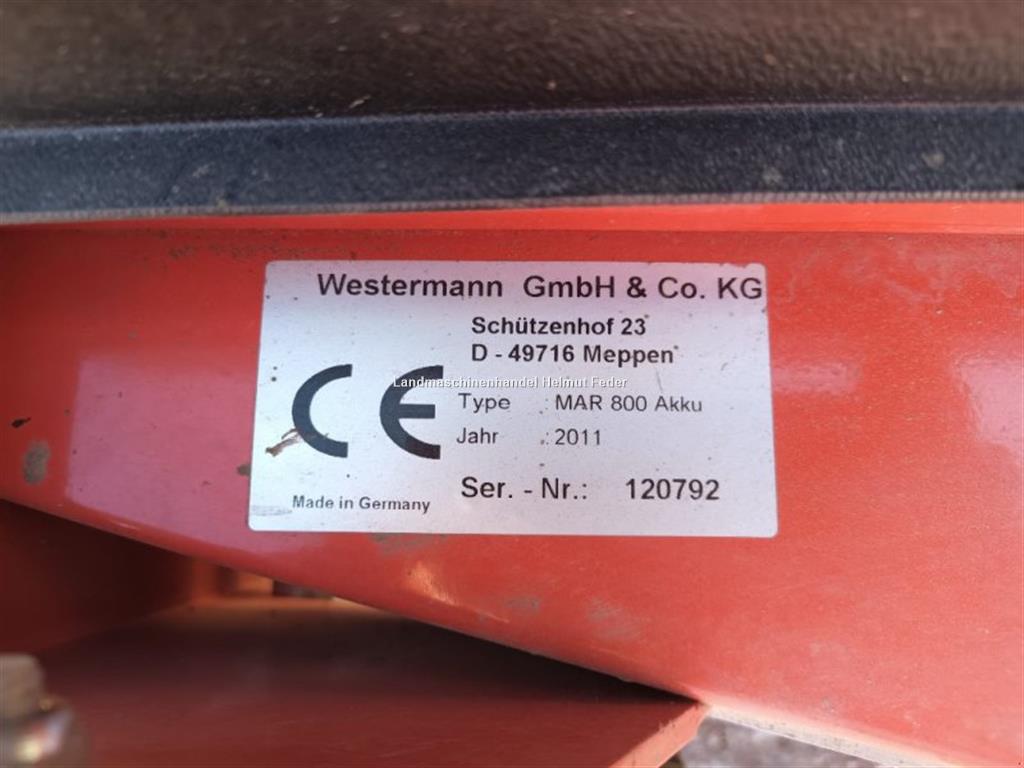 Westermann GmbH & Co. KG
Schützenhof 23
D - 49716 Meppen
Landmaschinenhandel Helmut Feder
CE
Type : MAR 800 Akku
Jahr : 2011
Ser. - Nr.: 120792
Made in Germany